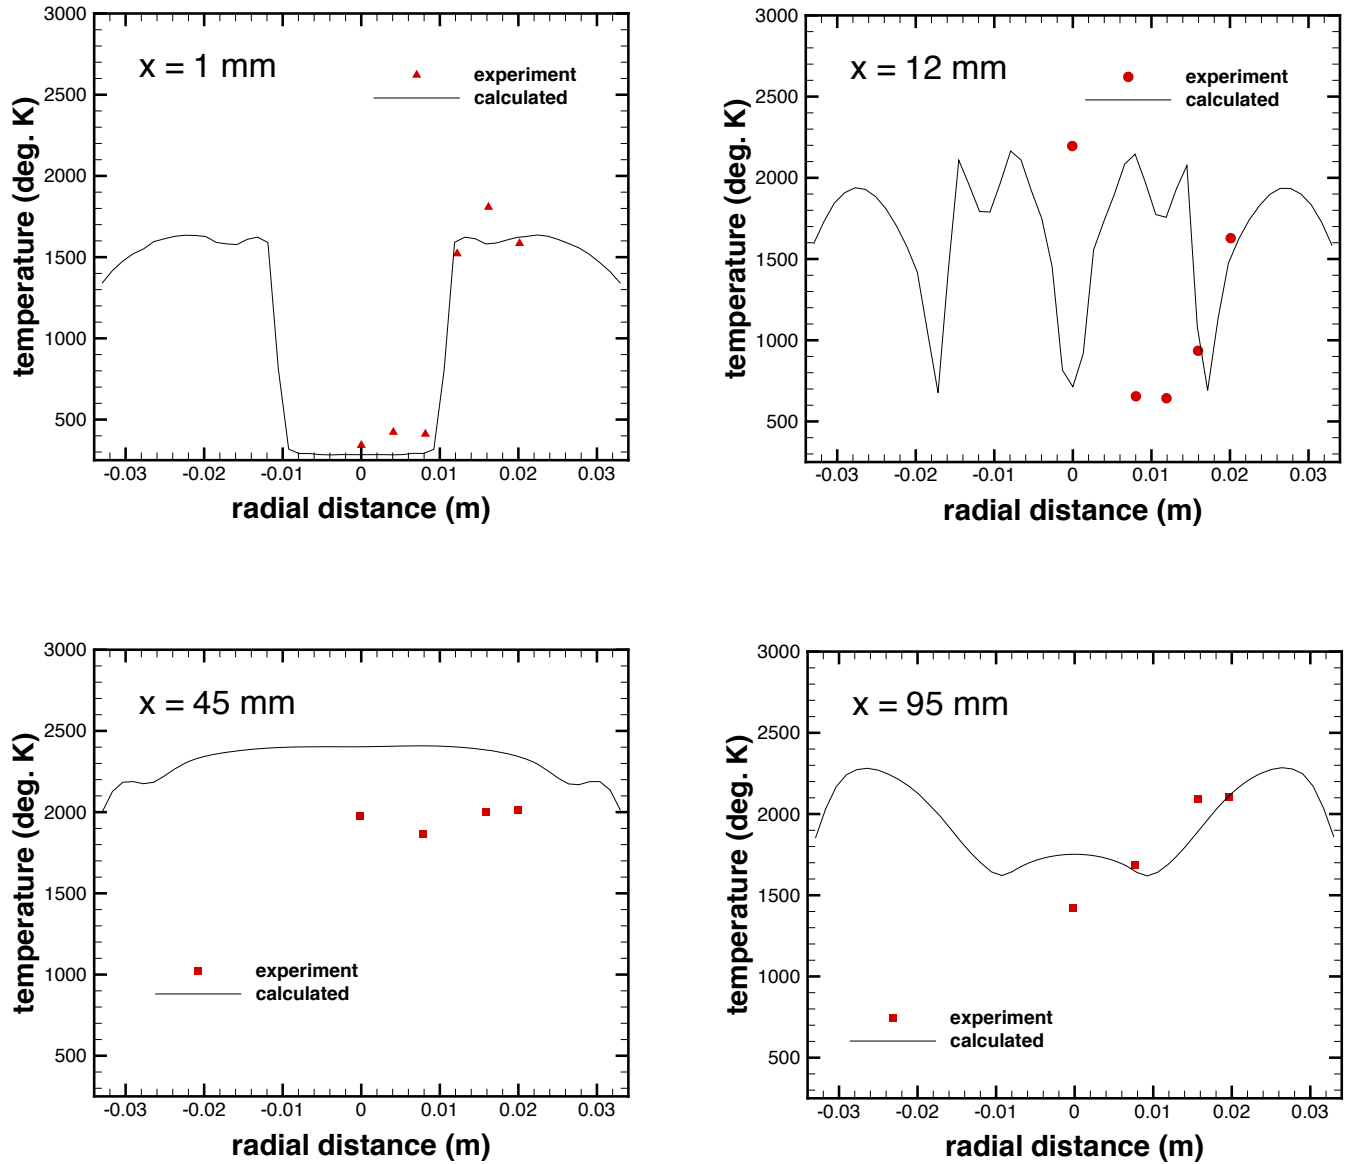 x = 1 mm
experiment
calculated
temperature (deg. K)
3000
2500
2000
1500
1000
500
-0.03 -0.02 -0.01 0 0.01 0.02 0.03
radial distance (m)
x = 12 mm
experiment
calculated
temperature (deg. K)
3000
2500
2000
1500
1000
500
-0.03 -0.02 -0.01 0 0.01 0.02 0.03
radial distance (m)
x = 45 mm
experiment
calculated
temperature (deg. K)
3000
2500
2000
1500
1000
500
-0.03 -0.02 -0.01 0 0.01 0.02 0.03
radial distance (m)
x = 95 mm
experiment
calculated
temperature (deg. K)
3000
2500
2000
1500
1000
500
-0.03 -0.02 -0.01 0 0.01 0.02 0.03
radial distance (m)